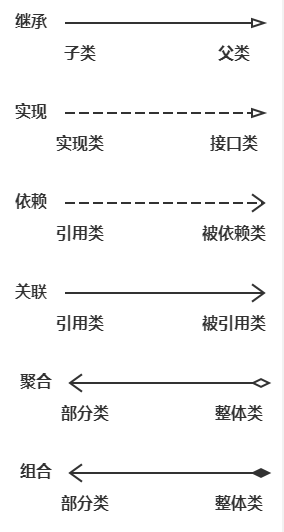 继承
子类 父类
实现
实现类 接口类
依赖
引用类 被依赖类
关联
引用类 被引用类
聚合
部分类 整体类
组合
部分类 整体类